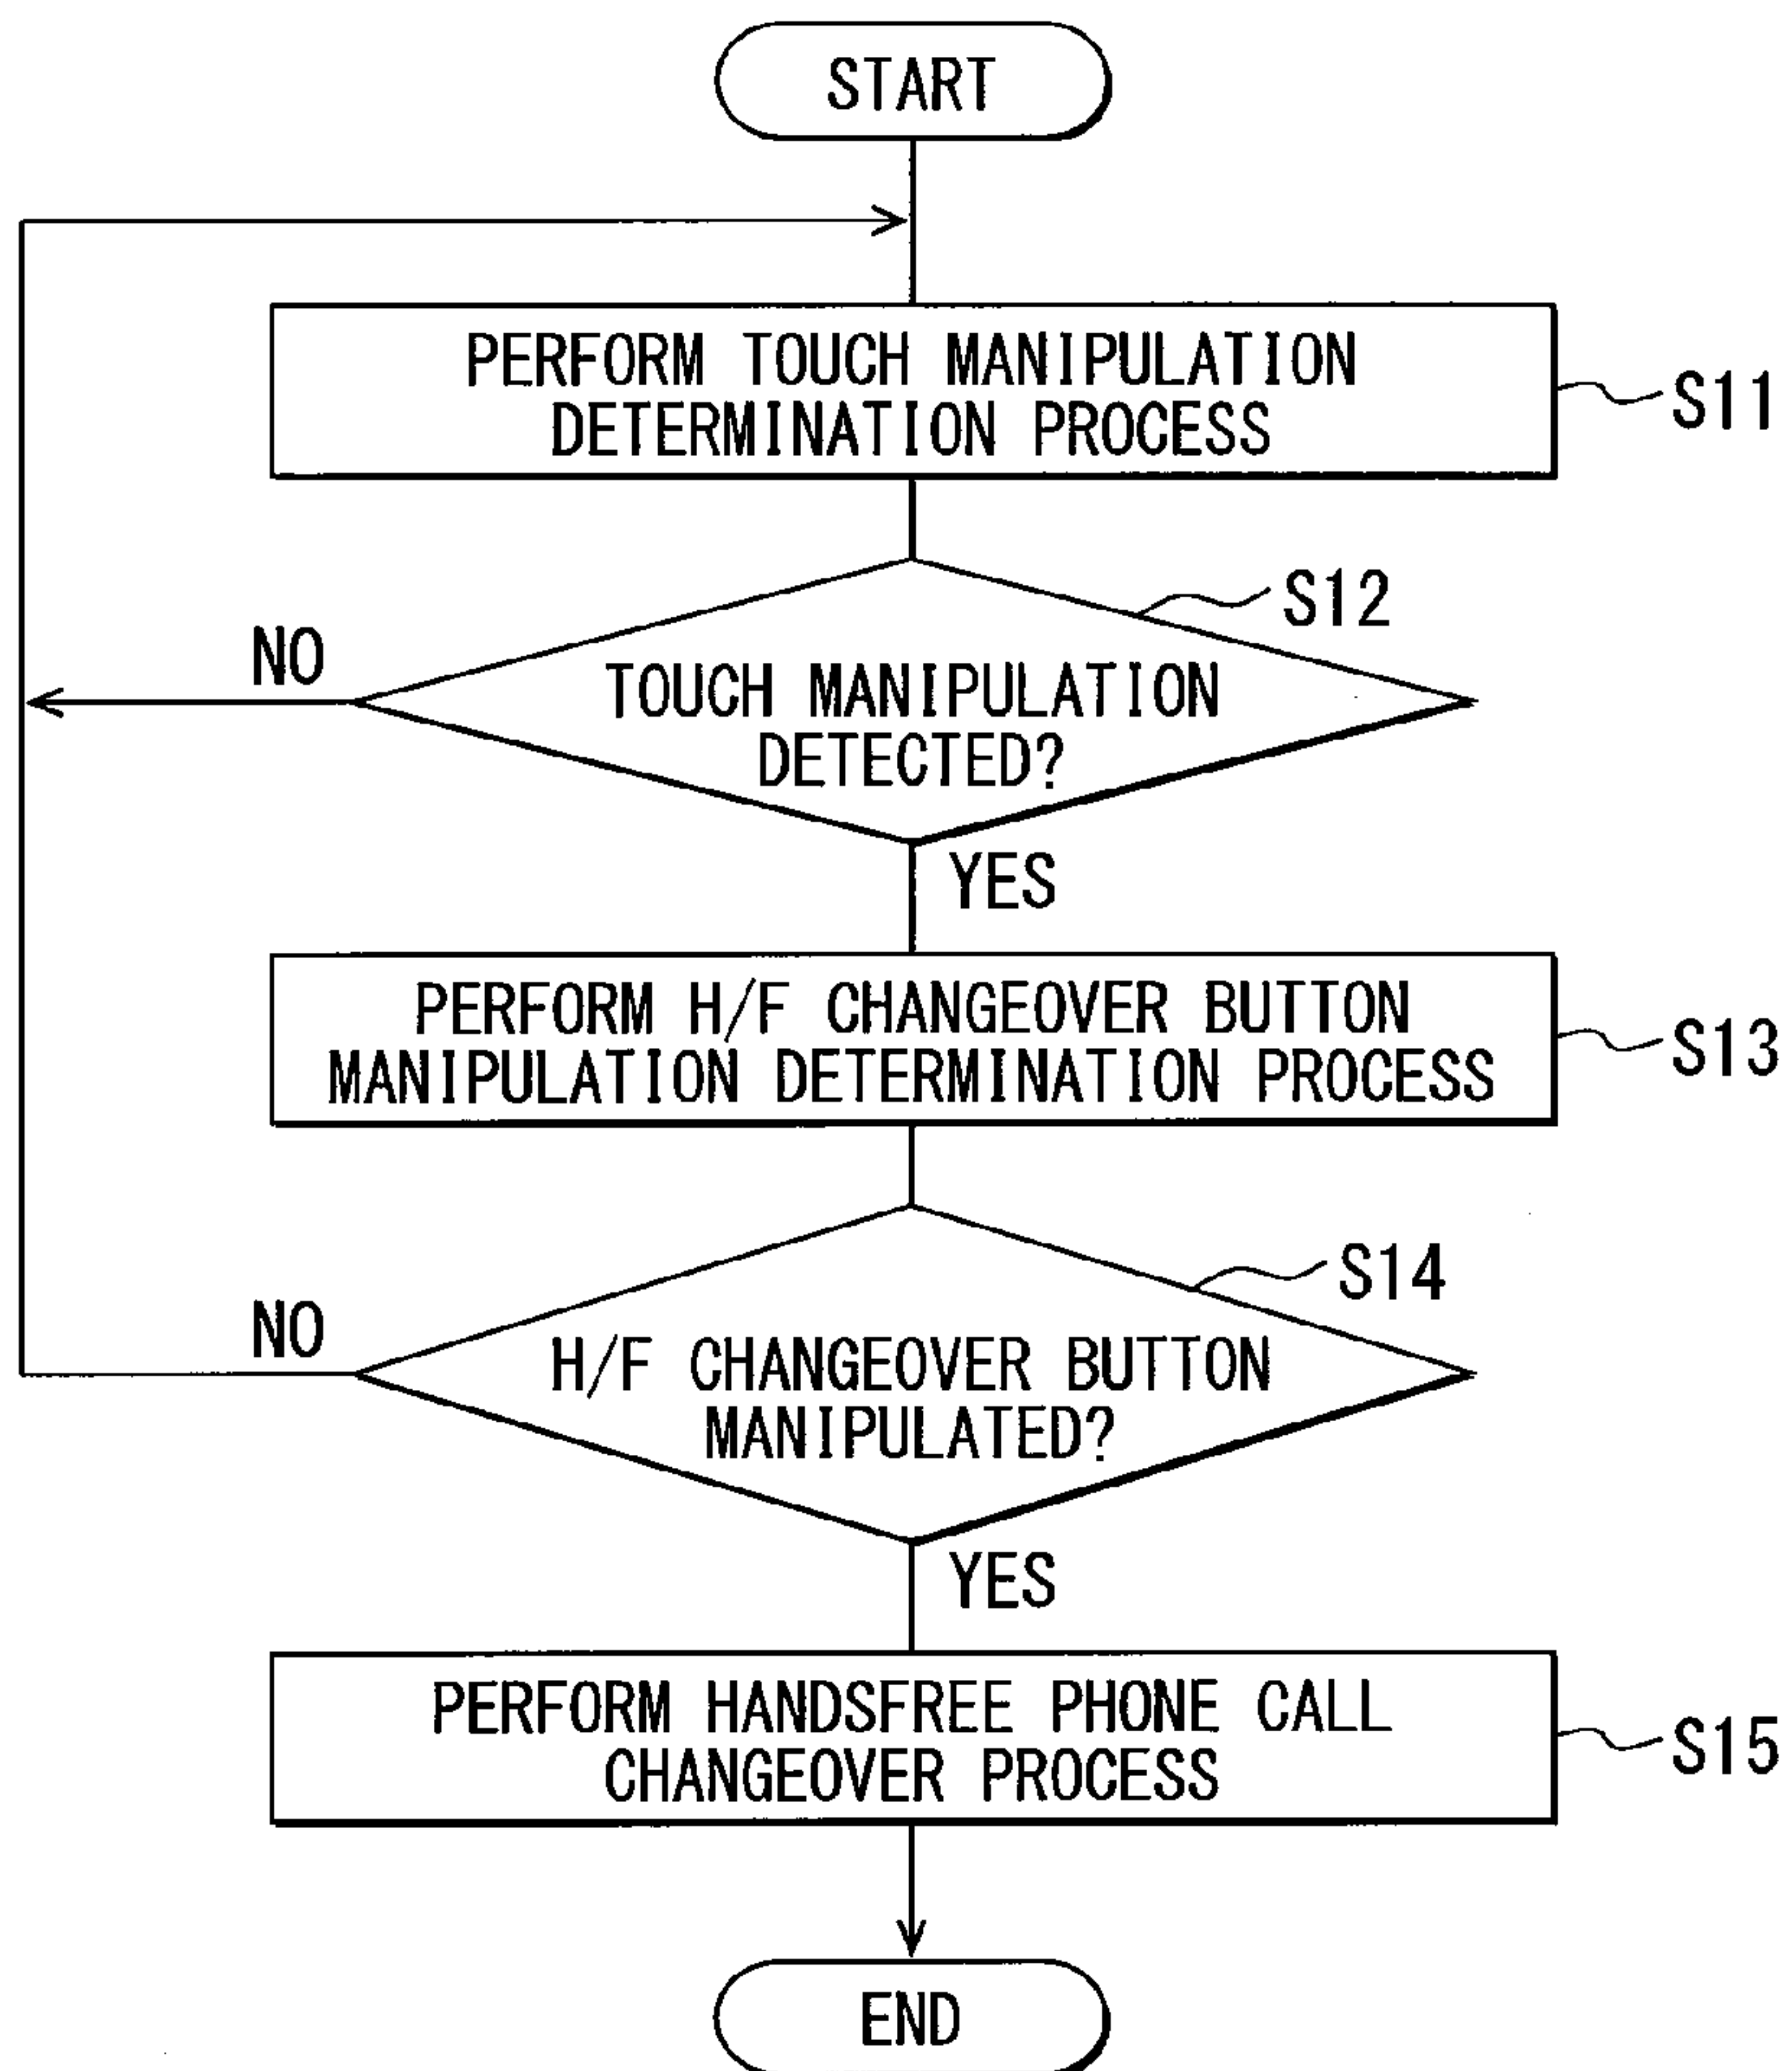 START
PERFORM TOUCH MANIPULATION
DETERMINATION PROCESS
S11
S12
NO
TOUCH MANIPULATION
DETECTED?
YES
PERFORM H/F CHANGEOVER BUTTON
MANIPULATION DETERMINATION PROCESS
S13
S14
NO
H/F CHANGEOVER BUTTON
MANIPULATED?
YES
PERFORM HANDSFREE PHONE CALL
CHANGEOVER PROCESS
S15
END